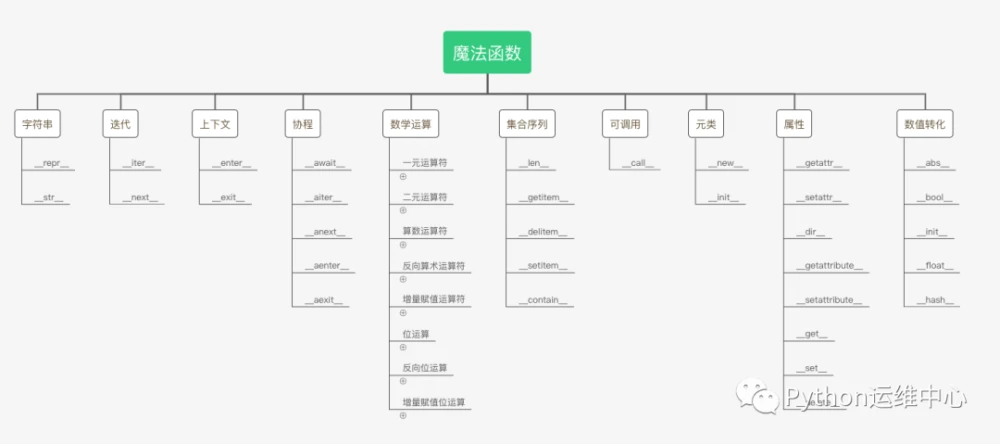 魔法函数
字符串
__repr__
__str__
迭代
__iter__
__next__
上下文
__enter__
__exit__
协程
__await__
__aiter__
__anext__
__aenter__
__aexit__
数学运算
一元运算符
二元运算符
算数运算符
反向算术运算符
增量赋值运算符
位运算
反向位运算
增量赋值位运算
集合序列
__len__
__getitem__
__delitem__
__setitem__
__contain__
可调用
__call__
元类
__new__
__init__
属性
__getattr__
__setattr__
__dir__
__getattribute__
__setattribute__
__get__
__set__
数值转化
__abs__
__bool__
__init__
__float__
__hash__
Python运维中心